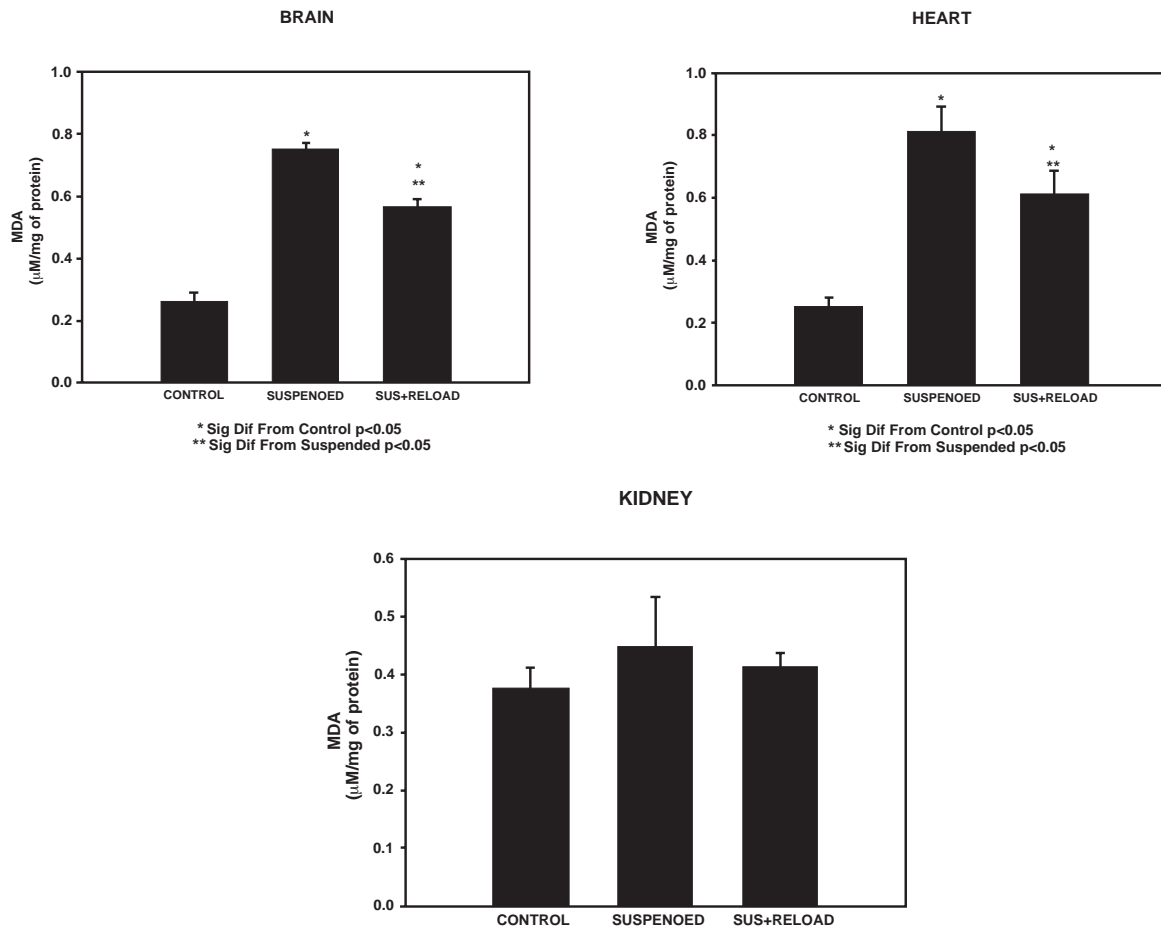 BRAIN
1.0
0.8
0.6
0.4
0.2
0.0
MDA
(μM/mg of protein)
*
*
**
CONTROL SUSPENOED SUS+RELOAD
* Sig Dif From Control p<0.05
** Sig Dif From Suspended p<0.05
HEART
1.0
0.8
0.6
0.4
0.2
0.0
MDA
(μM/mg of protein)
*
*
**
CONTROL SUSPENOED SUS+RELOAD
* Sig Dif From Control p<0.05
** Sig Dif From Suspended p<0.05
KIDNEY
0.6
0.5
0.4
0.3
0.2
0.1
0.0
MDA
(μM/mg of protein)
CONTROL SUSPENOED SUS+RELOAD